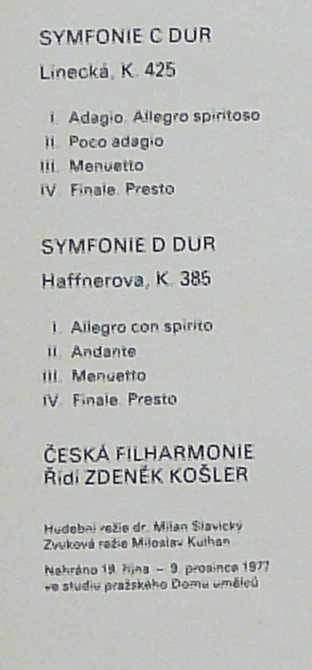 SYMFONIE C DUR
Linecká, K. 425
I. Adagio. Allegro spiritoso
II. Poco adagio
III. Menuetto
IV. Finale. Presto
SYMFONIE D DUR
Haffnerova, K. 385
I. Allegro con spirito
II. Andante
III. Menuetto
IV. Finale. Presto
ČESKÁ FILHARMONIE
Řídí ZDENĚK KOŠLER
Hudební režie dr. Milan Slavický
Zvuková režie Miloslav Kulhan
Nahráno 19. října – 9. prosince 1977
ve studiu pražského Domu umělců